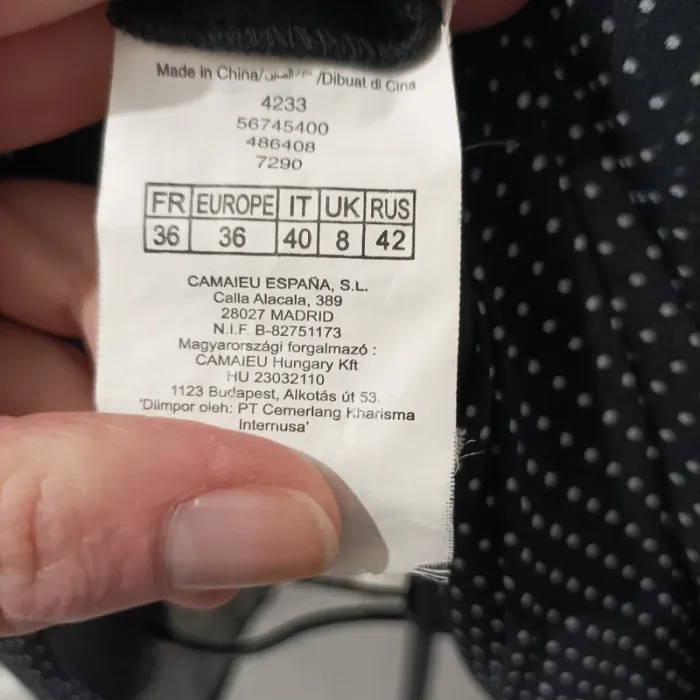 Made in China/صنع في الصين/Dibuat di Cina
4233
56745400
486408
7290
FR EUROPE IT UK RUS
36 36 40 8 42
CAMAIEU ESPAÑA, S.L.
Calla Alacala, 389
28027 MADRID
N.I.F. B-82751173
Magyarországi forgalmazó :
CAMAIEU Hungary Kft
HU 23032110
1123 Budapest, Alkotás út 53.
'Diimpor oleh: PT Cemerlang Kharisma
Internusa'